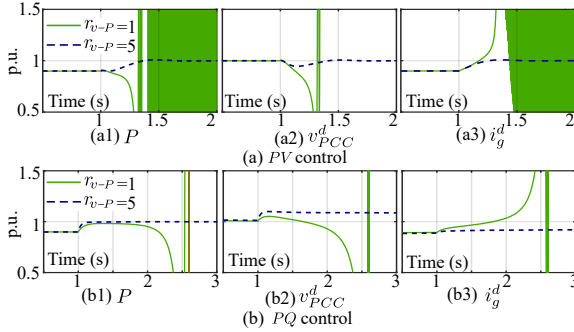 1.5
r_{v-P}=1
r_{v-P}=5
p.u.
1
0.5
Time (s)
1 1.5 2
(a1) P
Time (s)
1 1.5 2
(a2) v^d_{PCC}
Time (s)
1 1.5 2
(a3) i^d_g
(a) PV control
1.5
r_{v-P}=1
r_{v-P}=5
p.u.
1
0.5
Time (s)
1 2 3
(b1) P
Time (s)
1 2 3
(b2) v^d_{PCC}
Time (s)
1 2 3
(b3) i^d_g
(b) PQ control